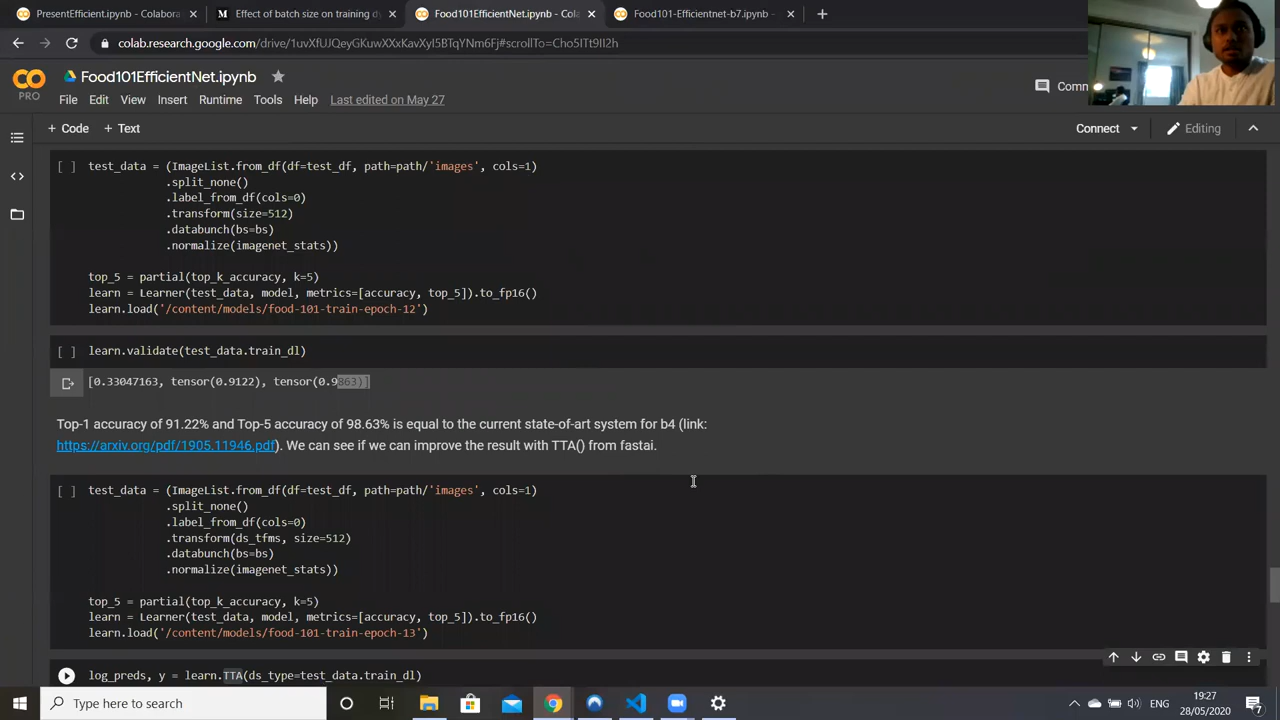 PresentEfficient.ipynb - Colabora
Effect of batch size on training dy
Food101EfficientNet.ipynb - Cola
Food101-Efficientnet-b7.ipynb -
colab.research.google.com/drive/1uvXfUJQeyGKuwXXxKavXyI5BTqYNm6Fj#scrollTo=Cho5ITt9lI2h
Food101EfficientNet.ipynb
PRO
File Edit View Insert Runtime Tools Help Last edited on May 27
Comm
+ Code + Text
Connect
Editing
[ ] test_data = (ImageList.from_df(df=test_df, path=path/'images', cols=1)
.split_none()
.label_from_df(cols=0)
.transform(size=512)
.databunch(bs=bs)
.normalize(imagenet_stats))
top_5 = partial(top_k_accuracy, k=5)
learn = Learner(test_data, model, metrics=[accuracy, top_5]).to_fp16()
learn.load('/content/models/food-101-train-epoch-12')
[ ] learn.validate(test_data.train_dl)
[0.33047163, tensor(0.9122), tensor(0.9863)]
Top-1 accuracy of 91.22% and Top-5 accuracy of 98.63% is equal to the current state-of-art system for b4 (link:
https://arxiv.org/pdf/1905.11946.pdf). We can see if we can improve the result with TTA() from fastai.
[ ] test_data = (ImageList.from_df(df=test_df, path=path/'images', cols=1)
.split_none()
.label_from_df(cols=0)
.transform(ds_tfms, size=512)
.databunch(bs=bs)
.normalize(imagenet_stats))
top_5 = partial(top_k_accuracy, k=5)
learn = Learner(test_data, model, metrics=[accuracy, top_5]).to_fp16()
learn.load('/content/models/food-101-train-epoch-13')
log_preds, y = learn.TTA(ds_type=test_data.train_dl)
Type here to search
ENG
19:27
28/05/2020
7